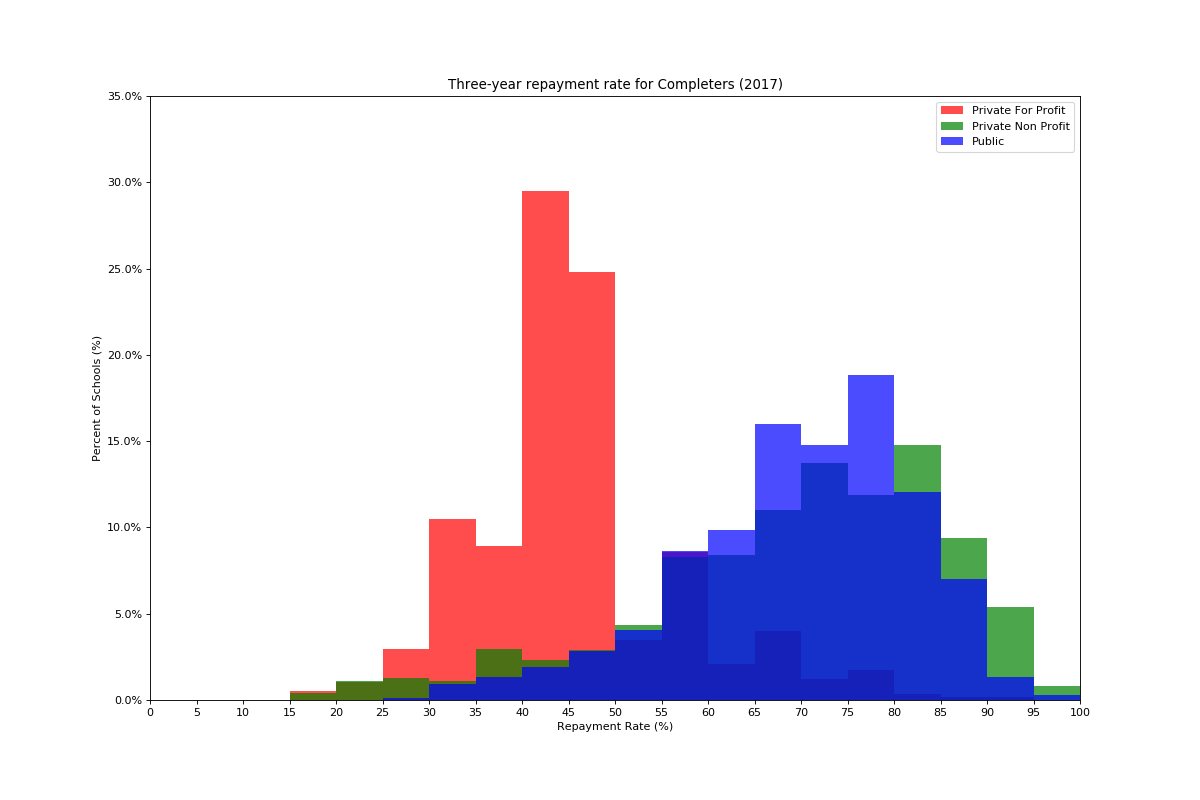 Three-year repayment rate for Completers (2017)
35.0%
30.0%
25.0%
20.0%
15.0%
10.0%
5.0%
0.0%
Percent of Schools (%)
Private For Profit
Private Non Profit
Public
0 5 10 15 20 25 30 35 40 45 50 55 60 65 70 75 80 85 90 95 100
Repayment Rate (%)